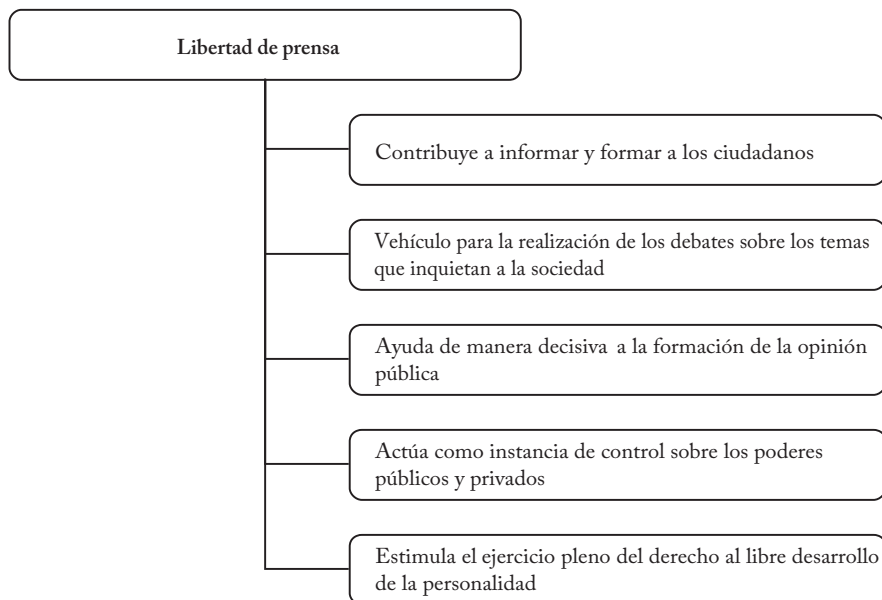 Libertad de prensa
Contribuye a informar y formar a los ciudadanos
Vehículo para la realización de los debates sobre los temas
que inquietan a la sociedad
Ayuda de manera decisiva a la formación de la opinión
pública
Actúa como instancia de control sobre los poderes
públicos y privados
Estimula el ejercicio pleno del derecho al libre desarrollo
de la personalidad